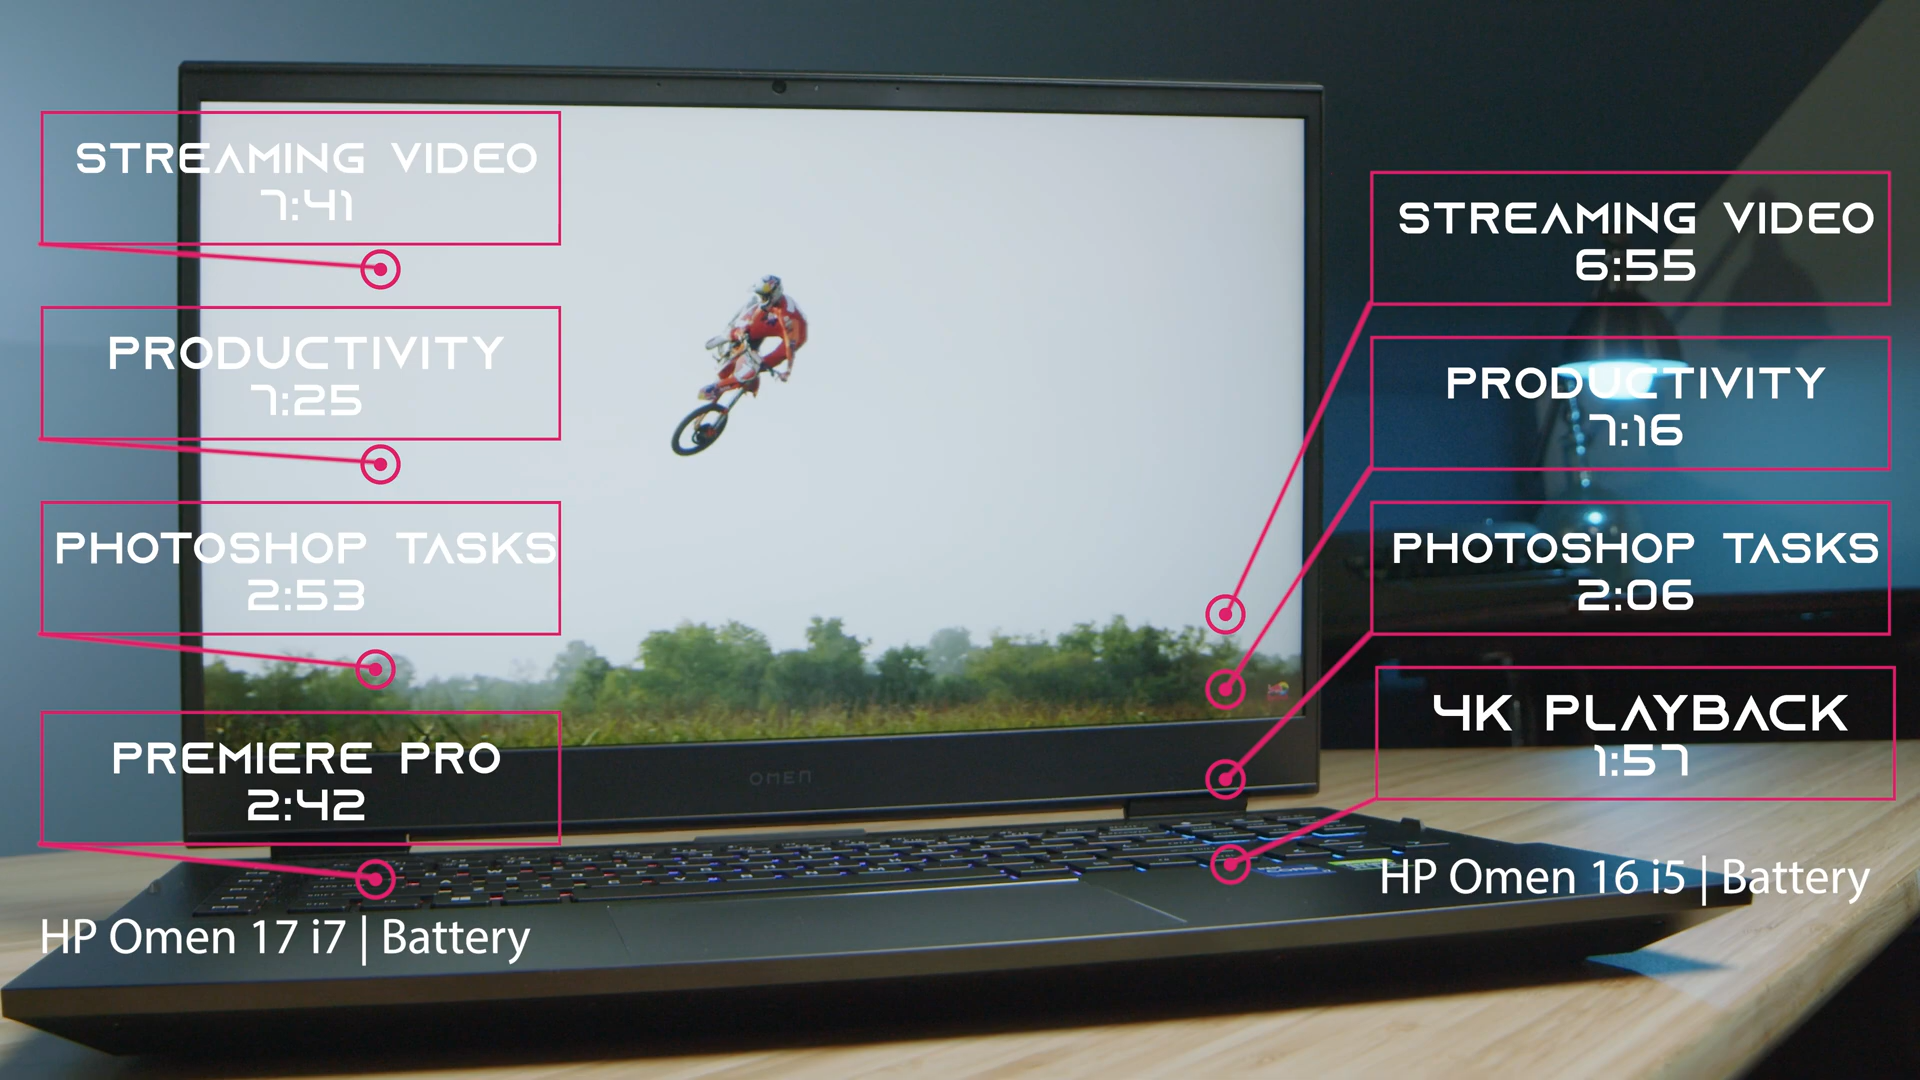 STREAMING VIDEO
7:41
PRODUCTIVITY
7:25
PHOTOSHOP TASKS
2:53
PREMIERE PRO
2:42
HP Omen 17 i7 | Battery
OMEN
STREAMING VIDEO
6:55
PRODUCTIVITY
7:16
PHOTOSHOP TASKS
2:06
4K PLAYBACK
1:57
HP Omen 16 i5 | Battery